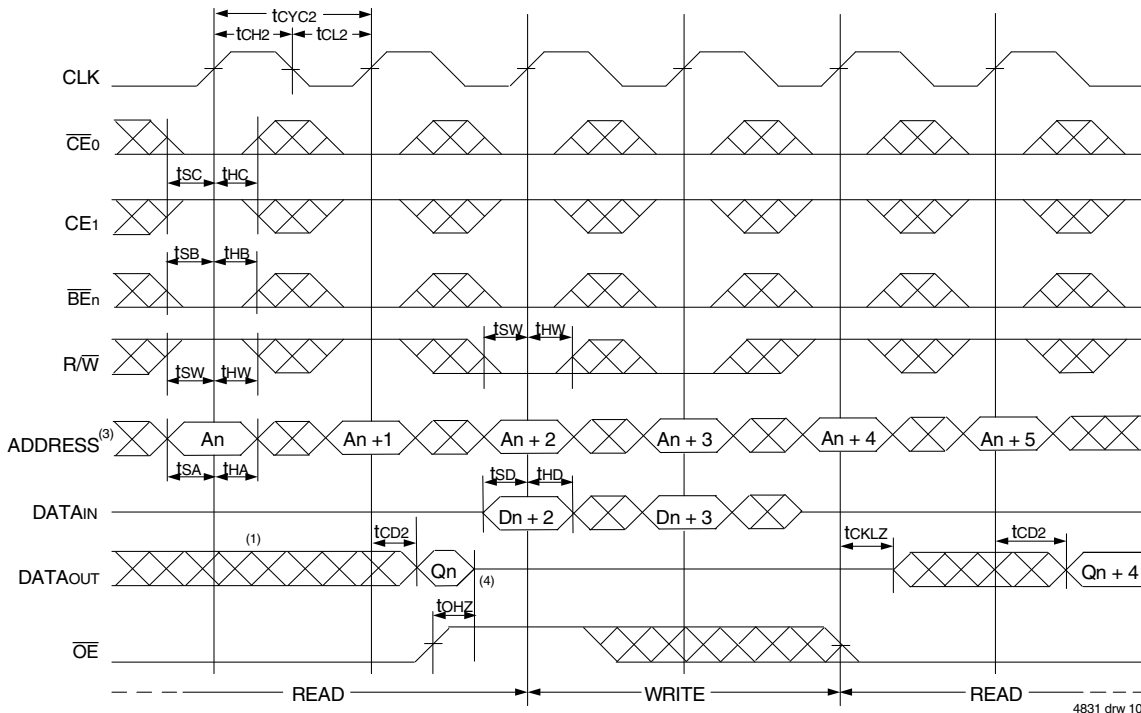 tCYC2
tCH2 tCL2
CLK
CE0
tSC tHC
CE1
tSB tHB
BEn
tSW tHW
R/W
tSW tHW
ADDRESS(3) An An +1 An + 2 An + 3 An + 4 An + 5
tSA tHA tSD tHD
DATAIN Dn + 2 Dn + 3
tCD2 tCKLZ tCD2
(1)
DATAOUT Qn (4) Qn + 4
tOHZ
OE
READ WRITE READ
4831 drw 10